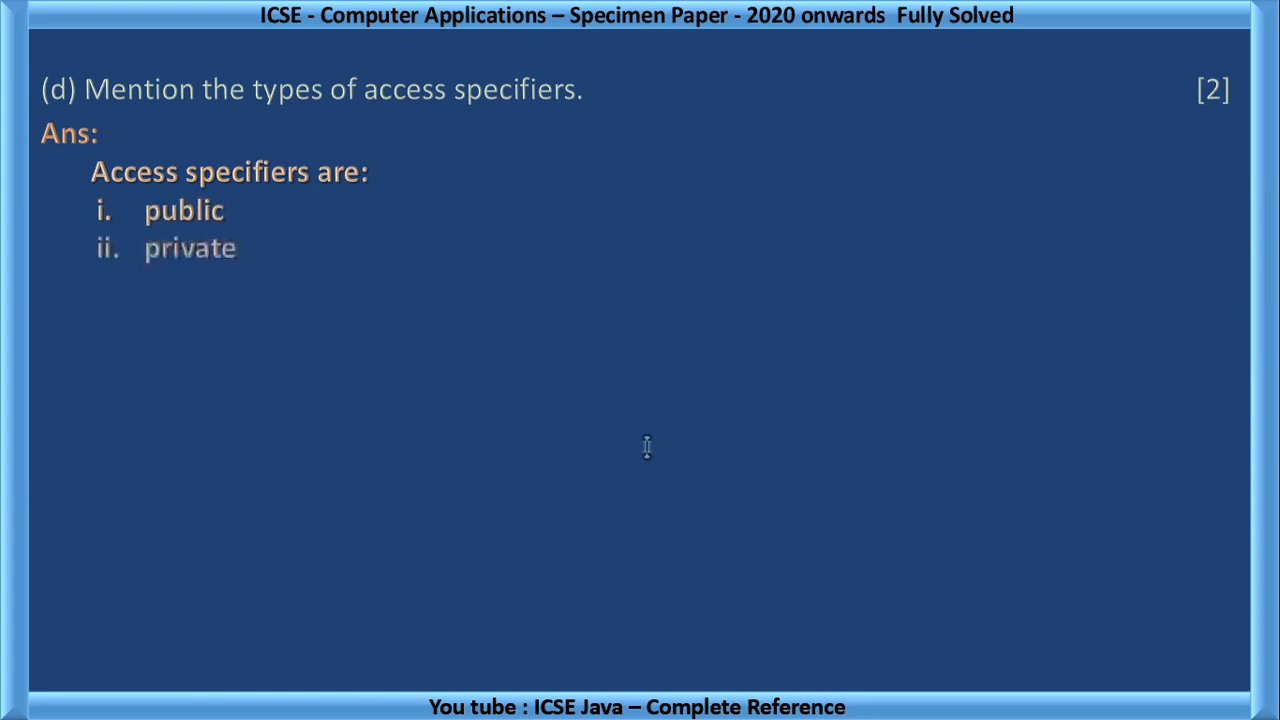 ICSE - Computer Applications – Specimen Paper - 2020 onwards Fully Solved
(d) Mention the types of access specifiers. [2]
Ans:
Access specifiers are:
i. public
ii. private
You tube : ICSE Java – Complete Reference